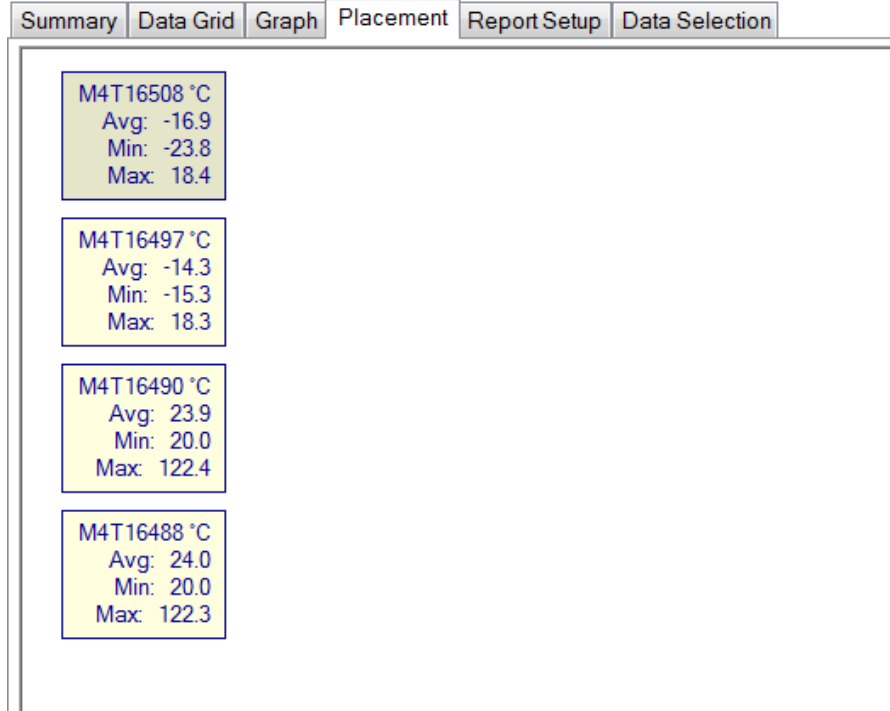 Summary Data Grid Graph Placement Report Setup Data Selection
M4T16508 °C
Avg: -16.9
Min: -23.8
Max: 18.4
M4T16497 °C
Avg: -14.3
Min: -15.3
Max: 18.3
M4T16490 °C
Avg: 23.9
Min: 20.0
Max: 122.4
M4T16488 °C
Avg: 24.0
Min: 20.0
Max: 122.3